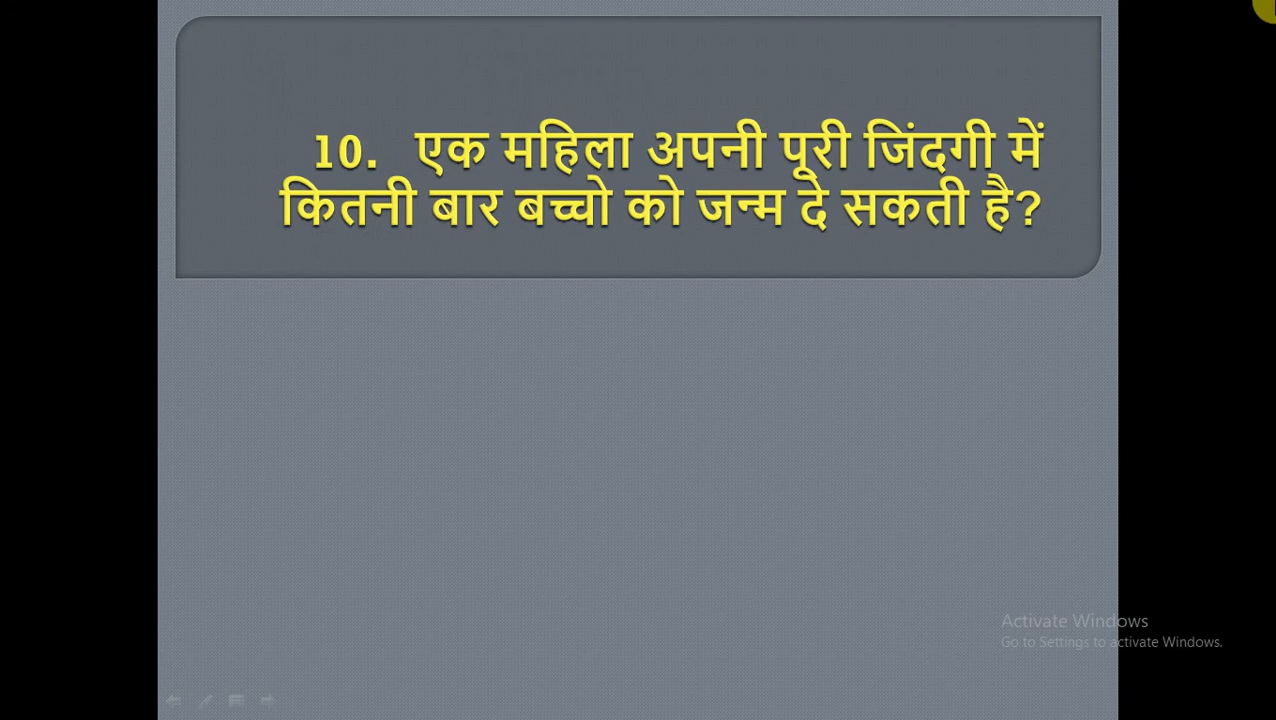 10. एक महिला अपनी पूरी जिंदगी में
कितनी बार बच्चो को जन्म दे सकती है?
Activate Windows
Go to Settings to activate Windows.